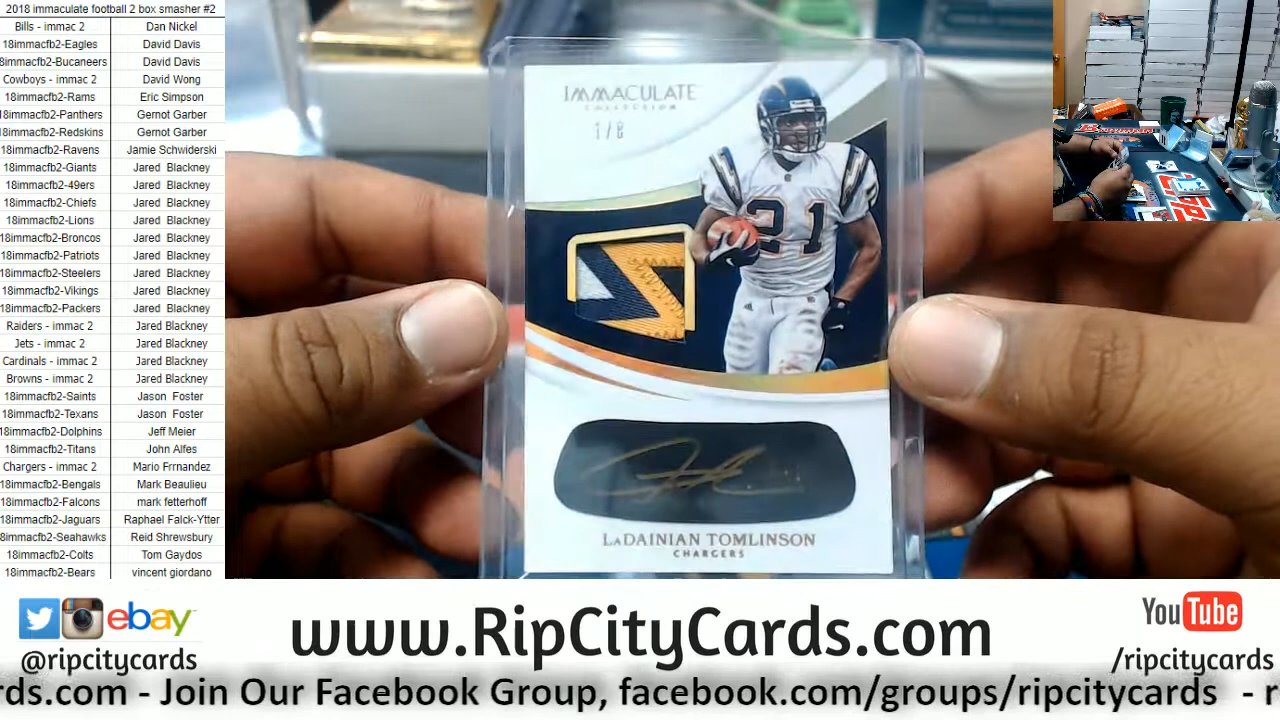 2018 immaculate football 2 box smasher #2
Bills - immac 2 Dan Nickel
18immacfb2-Eagles David Davis
8immacfb2-Bucaneers David Davis
Cowboys - immac 2 David Wong
18immacfb2-Rams Eric Simpson
18immacfb2-Panthers Gernot Garber
18immacfb2-Redskins Gernot Garber
18immacfb2-Ravens Jamie Schwiderski
18immacfb2-Giants Jared Blackney
18immacfb2-49ers Jared Blackney
18immacfb2-Chiefs Jared Blackney
18immacfb2-Lions Jared Blackney
18immacfb2-Broncos Jared Blackney
18immacfb2-Patriots Jared Blackney
18immacfb2-Steelers Jared Blackney
18immacfb2-Vikings Jared Blackney
18immacfb2-Packers Jared Blackney
Raiders - immac 2 Jared Blackney
Jets - immac 2 Jared Blackney
Cardinals - immac 2 Jared Blackney
Browns - immac 2 Jared Blackney
18immacfb2-Saints Jason Foster
18immacfb2-Texans Jason Foster
18immacfb2-Dolphins Jeff Meier
18immacfb2-Titans John Alfes
Chargers - immac 2 Mario Frrnandez
18immacfb2-Bengals Mark Beaulieu
18immacfb2-Falcons mark fetterhoff
18immacfb2-Jaguars Raphael Falck-Ytter
8immacfb2-Seahawks Reid Shrewsbury
18immacfb2-Colts Tom Gaydos
18immacfb2-Bears vincent giordano
IMMACULATE
COLLECTION
21
LADAINIAN TOMLINSON
CHARGERS
ebay
@ripcitycards
www.RipCityCards.com
YouTube
/ripcitycards
rds.com - Join Our Facebook Group, facebook.com/groups/ripcitycards - r